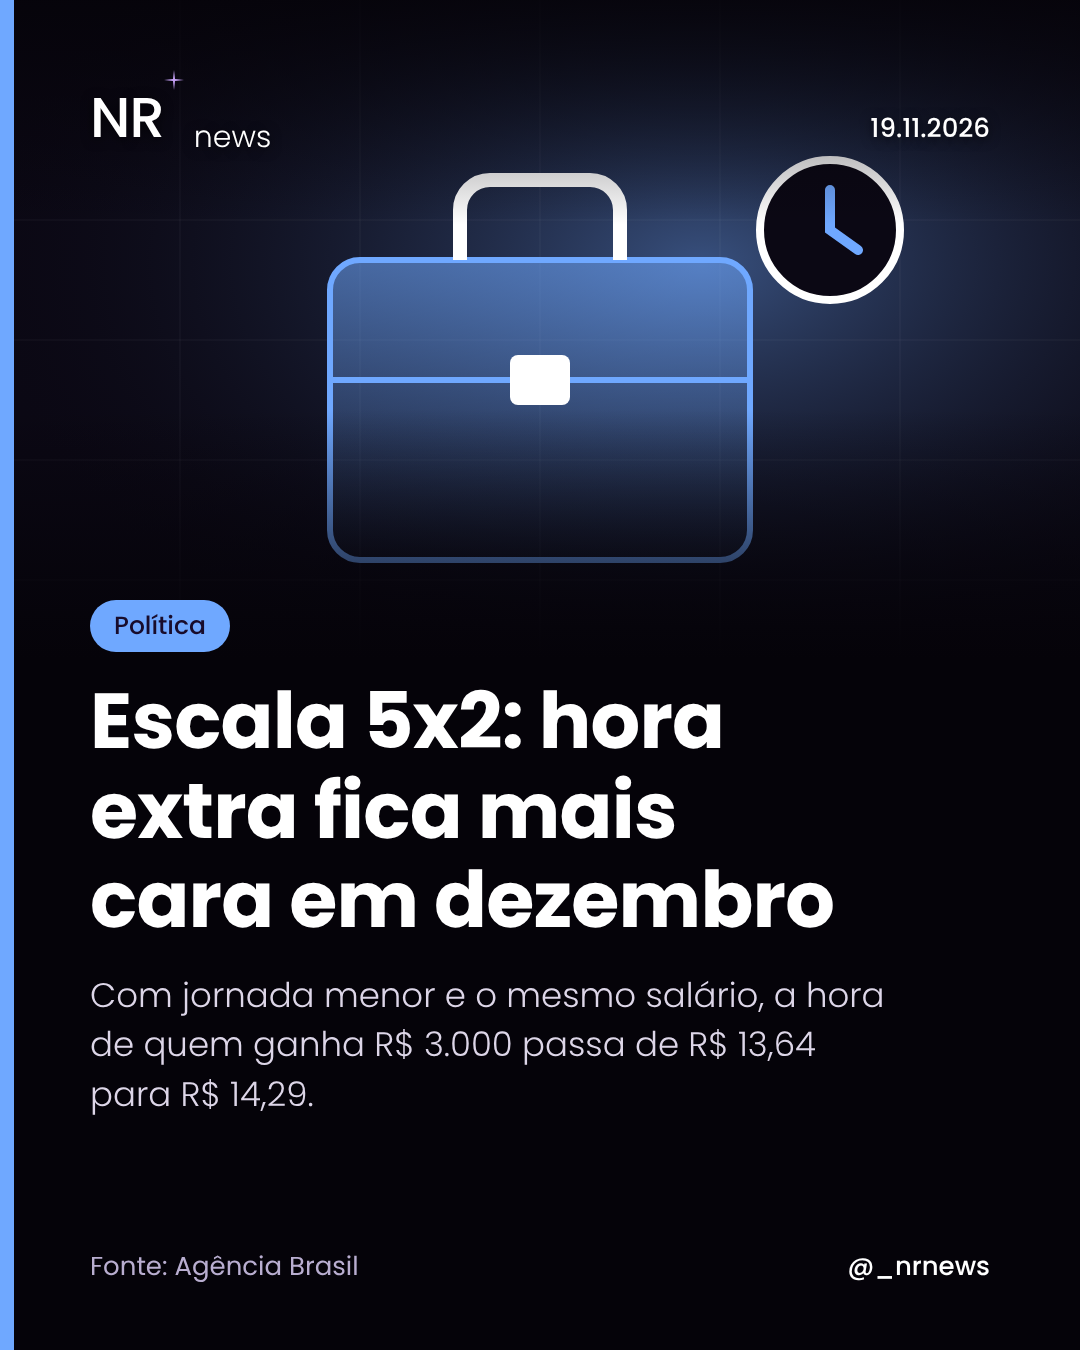 NR news
19.11.2026
Política
Escala 5x2: hora
extra fica mais
cara em dezembro
Com jornada menor e o mesmo salário, a hora
de quem ganha R$ 3.000 passa de R$ 13,64
para R$ 14,29.
Fonte: Agência Brasil
@_nrnews